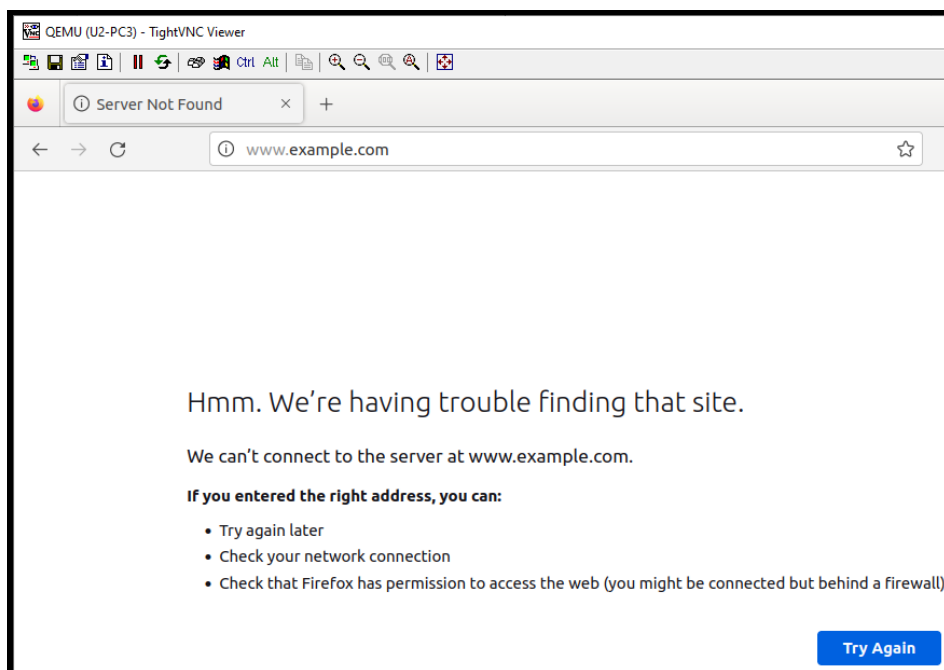 QEMU (U2-PC3) - TightVNC Viewer
Ctrl Alt
Server Not Found
www.example.com
Hmm. We’re having trouble finding that site.
We can’t connect to the server at www.example.com.
If you entered the right address, you can:
• Try again later
• Check your network connection
• Check that Firefox has permission to access the web (you might be connected but behind a firewall)
Try Again